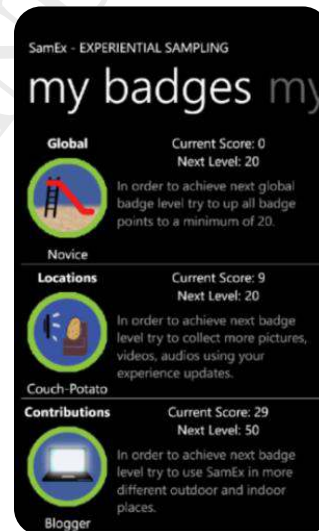 SamEx - EXPERIENTIAL SAMPLING
my badges my
Global
Current Score: 0
Next Level: 20
In order to achieve next global
badge level try to up all badge
points to a minimum of 20.
Novice
Locations
Current Score: 9
Next Level: 20
In order to achieve next badge
level try to collect more pictures,
videos, audios using your
experience updates.
Couch-Potato
Contributions
Current Score: 29
Next Level: 50
In order to achieve next badge
level try to use SamEx in more
different outdoor and indoor
places.
Blogger